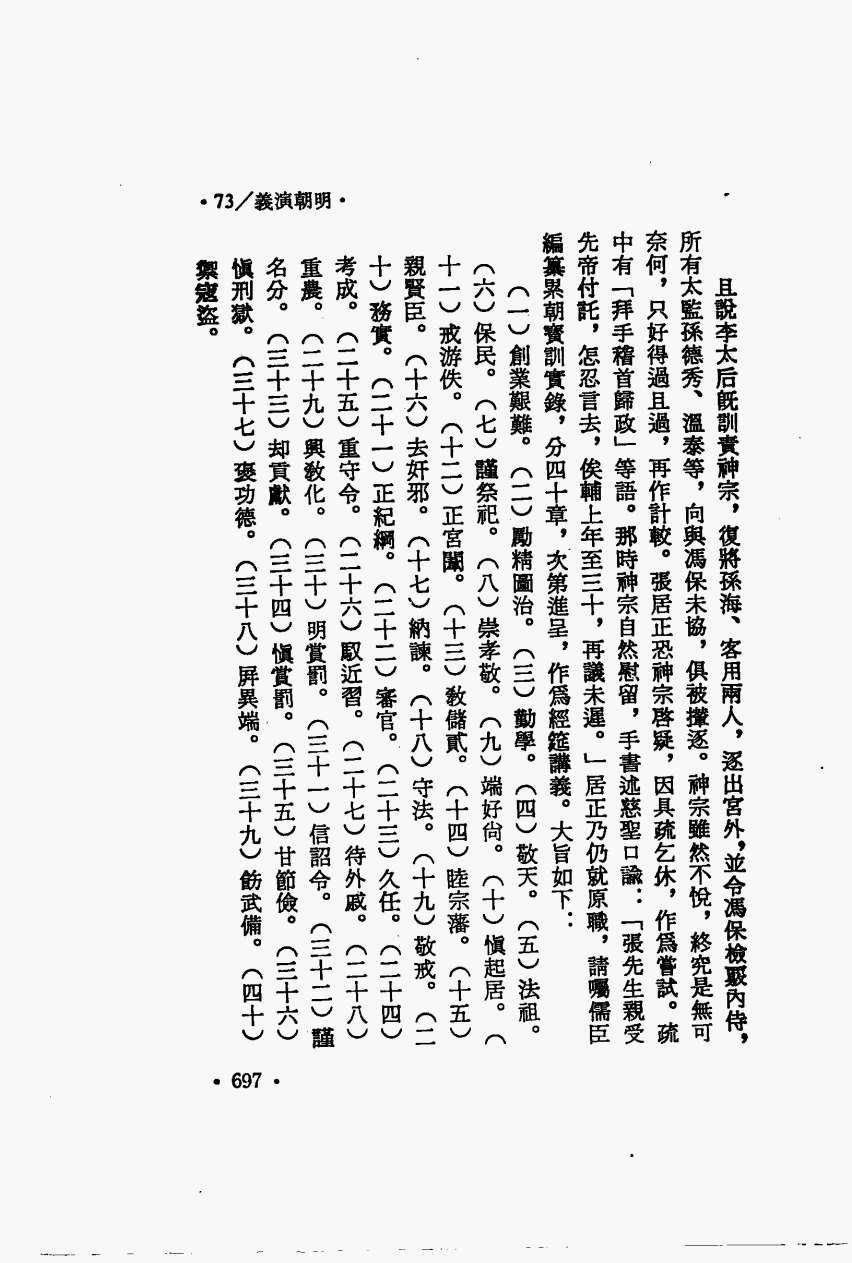 •73/義演朝明•
且說李太后既訓責神宗，復將孫海、客用兩人，逐出宮外，並令馮保檢覈內侍，
所有太監孫德秀、溫泰等，向與馮保未協，俱被攆逐。神宗雖然不悅，終究是無可
奈何，只好得過且過，再作計較。張居正恐神宗啓疑，因具疏乞休，作爲嘗試。疏
中有「拜手稽首歸政」等語。那時神宗自然慰留，手書述慈聖口諭：「張先生親受
先帝付託，怎忍言去，俟輔上年至三十，再議未遲。」居正乃仍就原職，請囑儒臣
編纂累朝寶訓實錄，分四十章，次第進呈，作爲經筵講義。大旨如下：
（一）創業艱難。（二）勵精圖治。（三）勤學。（四）敬天。（五）法祖。
（六）保民。（七）謹祭祀。（八）崇孝敬。（九）端好尙。（十）愼起居。（
十一）戒游佚。（十二）正宮闈。（十三）敎儲貳。（十四）睦宗藩。（十五）
親賢臣。（十六）去奸邪。（十七）納諫。（十八）守法。（十九）敬戒。（二
十）務實。（二十一）正紀綱。（二十二）審官。（二十三）久任。（二十四）
考成。（二十五）重守令。（二十六）馭近習。（二十七）待外戚。（二十八）
重農。（二十九）興敎化。（三十）明賞罰。（三十一）信詔令。（三十二）謹
名分。（三十三）却貢獻。（三十四）愼賞罰。（三十五）甘節儉。（三十六）
愼刑獄。（三十七）褒功德。（三十八）屛異端。（三十九）飭武備。（四十）
禦寇盜。
•697•